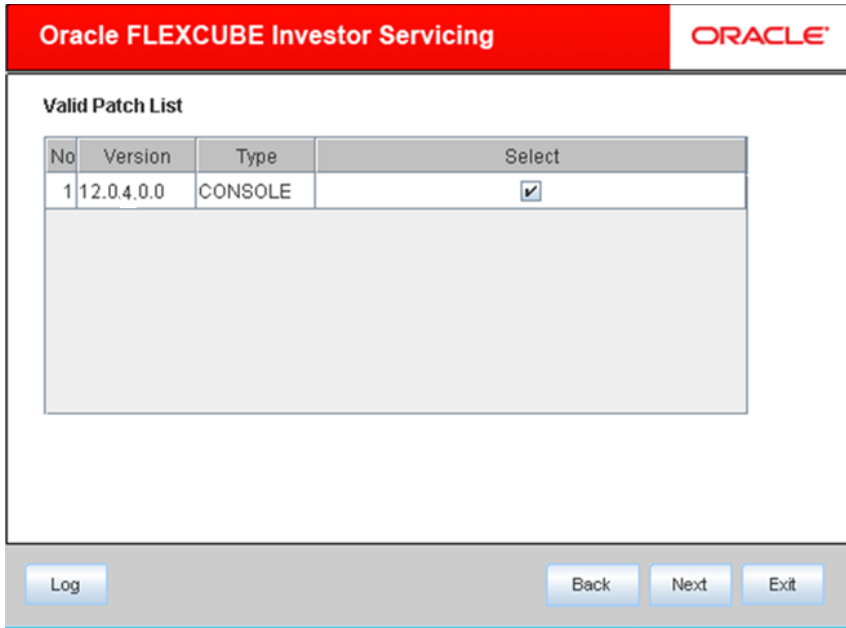 Oracle FLEXCUBE Investor Servicing ORACLE
Valid Patch List
No Version Type Select
1 12.0.4.0.0 CONSOLE
Log Back Next Exit